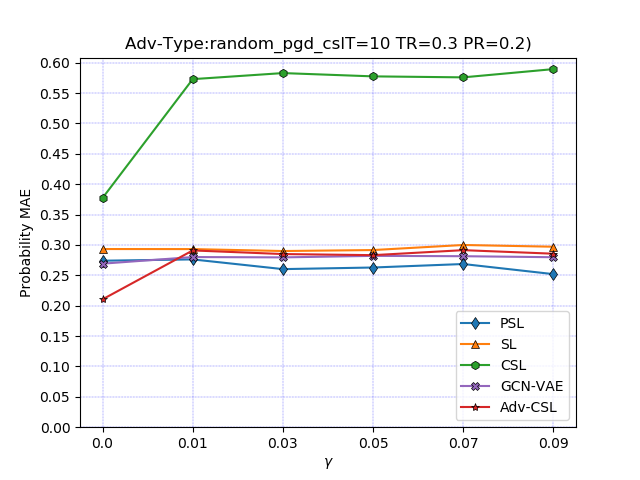 Adv-Type:random_pgd_cslT=10 TR=0.3 PR=0.2)
Probability MAE
0.60
0.55
0.50
0.45
0.40
0.35
0.30
0.25
0.20
0.15
0.10
0.05
0.00
0.0 0.01 0.03 0.05 0.07 0.09
γ
PSL
SL
CSL
GCN-VAE
Adv-CSL